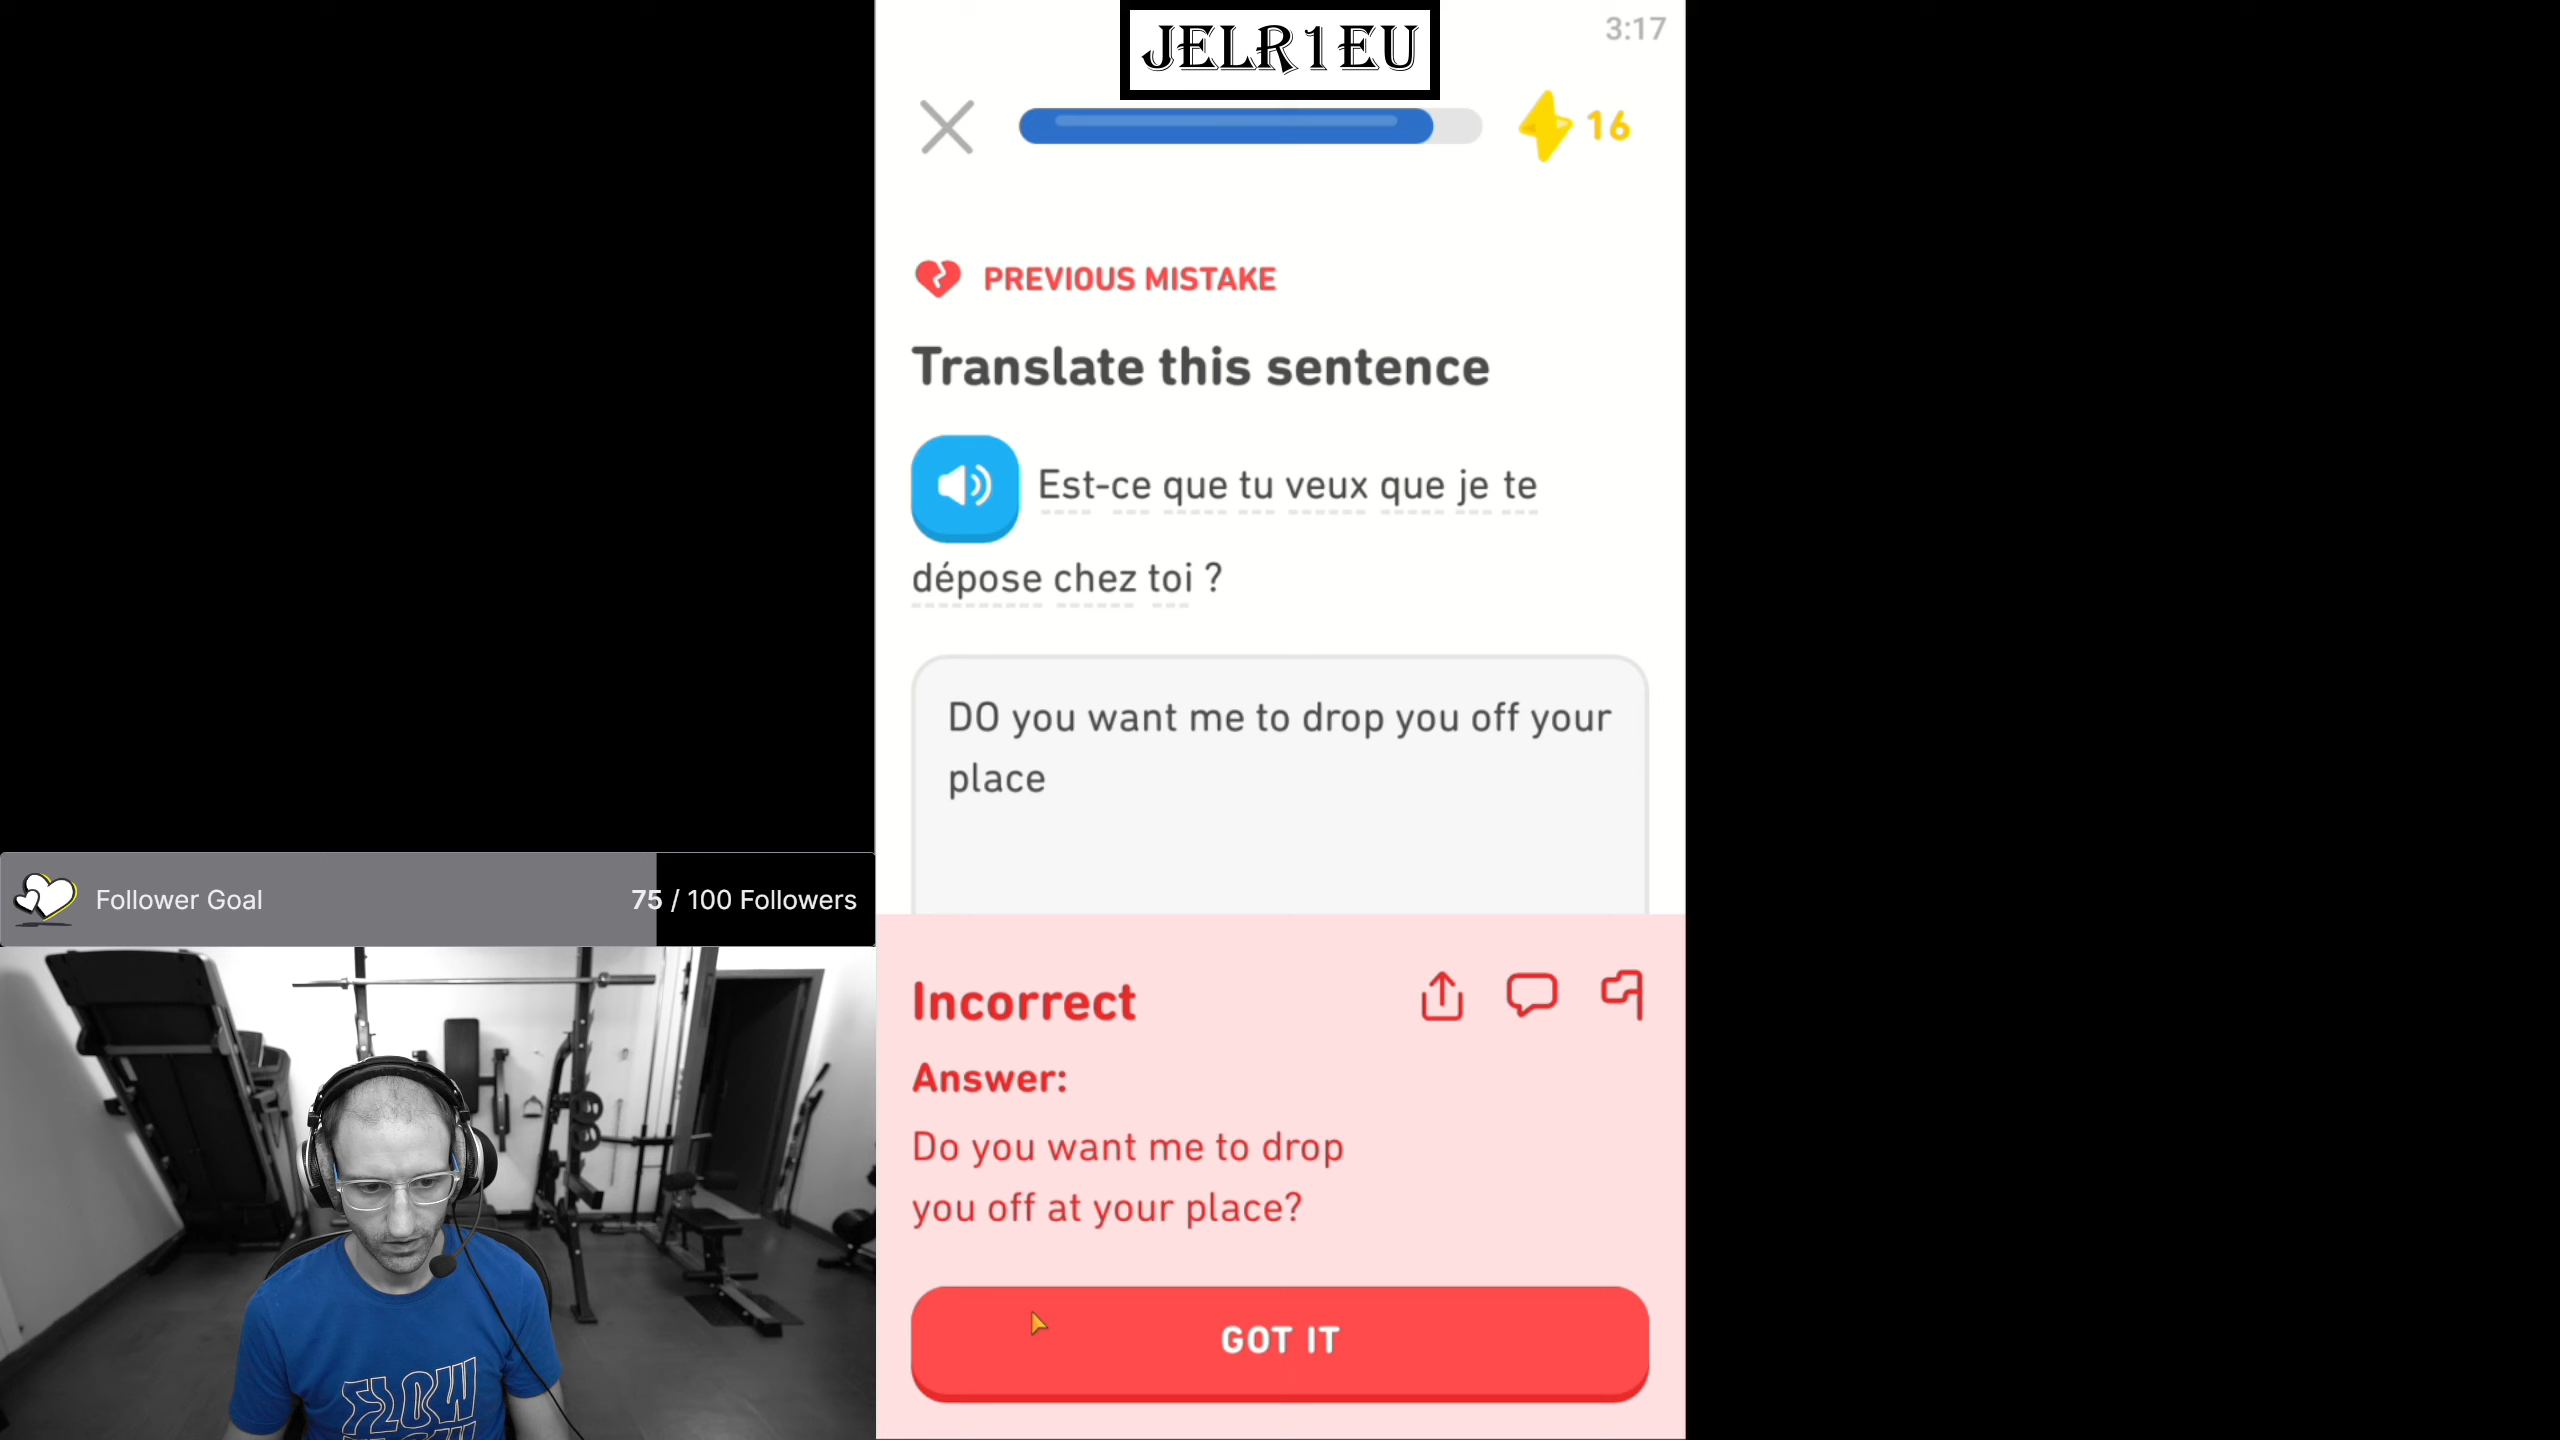 JELR1EU
3:17
16
PREVIOUS MISTAKE
Translate this sentence
Est-ce que tu veux que je te
dépose chez toi ?
DO you want me to drop you off your
place
Follower Goal
75 / 100 Followers
Incorrect
Answer:
Do you want me to drop
you off at your place?
GOT IT
FLOW